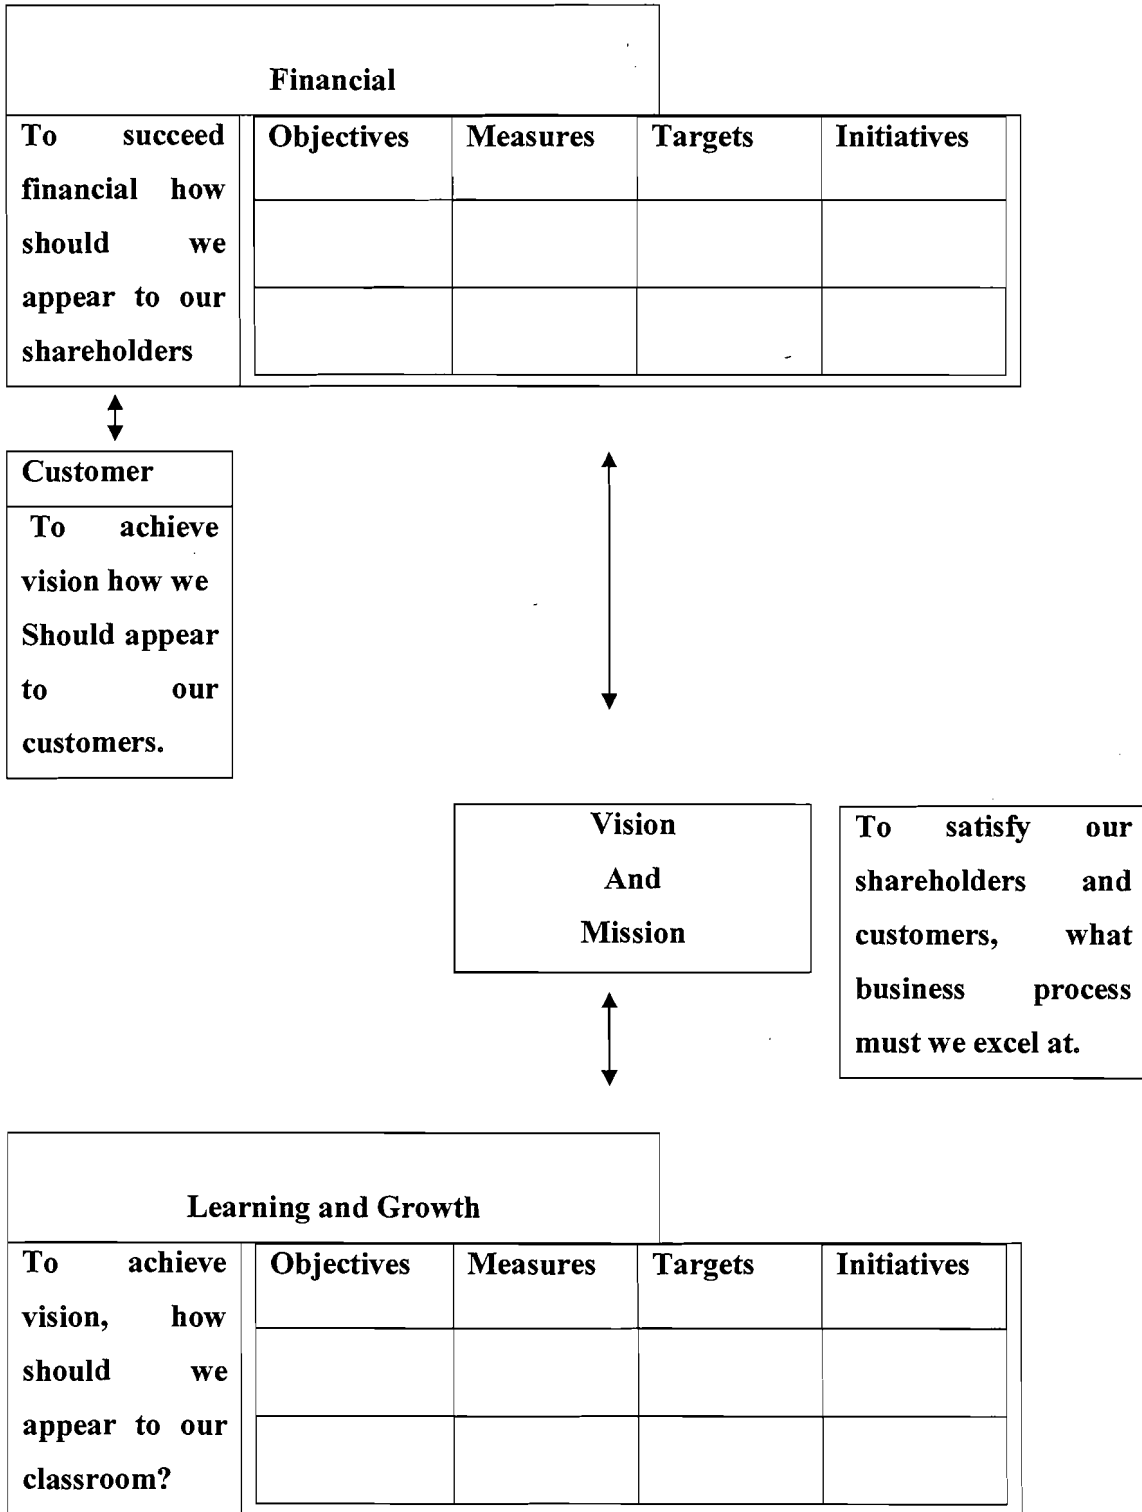 Financial
To succeed
financial how
should we
appear to our
shareholders
Objectives Measures Targets Initiatives
Customer
To achieve
vision how we
Should appear
to our
customers.
Vision
And
Mission
To satisfy our
shareholders and
customers, what
business process
must we excel at.
Learning and Growth
To achieve
vision, how
should we
appear to our
classroom?
Objectives Measures Targets Initiatives